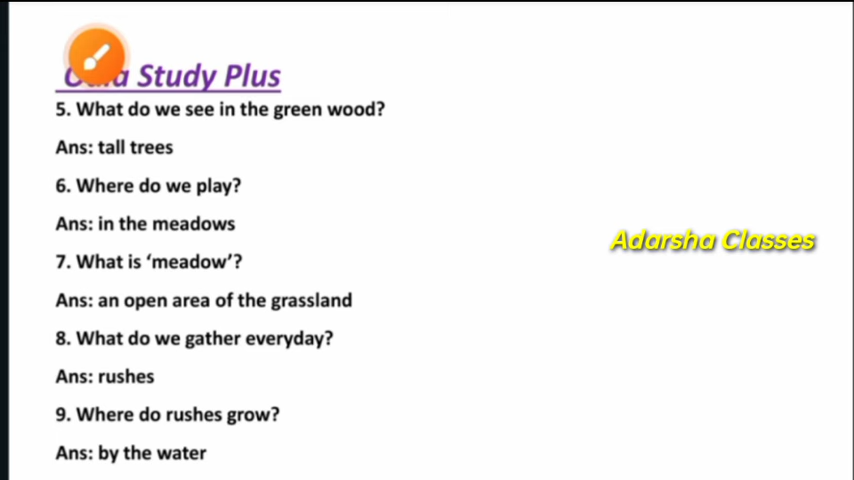 Study Plus
5. What do we see in the green wood?
Ans: tall trees
6. Where do we play?
Ans: in the meadows
Adarsha Classes
7. What is ‘meadow’?
Ans: an open area of the grassland
8. What do we gather everyday?
Ans: rushes
9. Where do rushes grow?
Ans: by the water